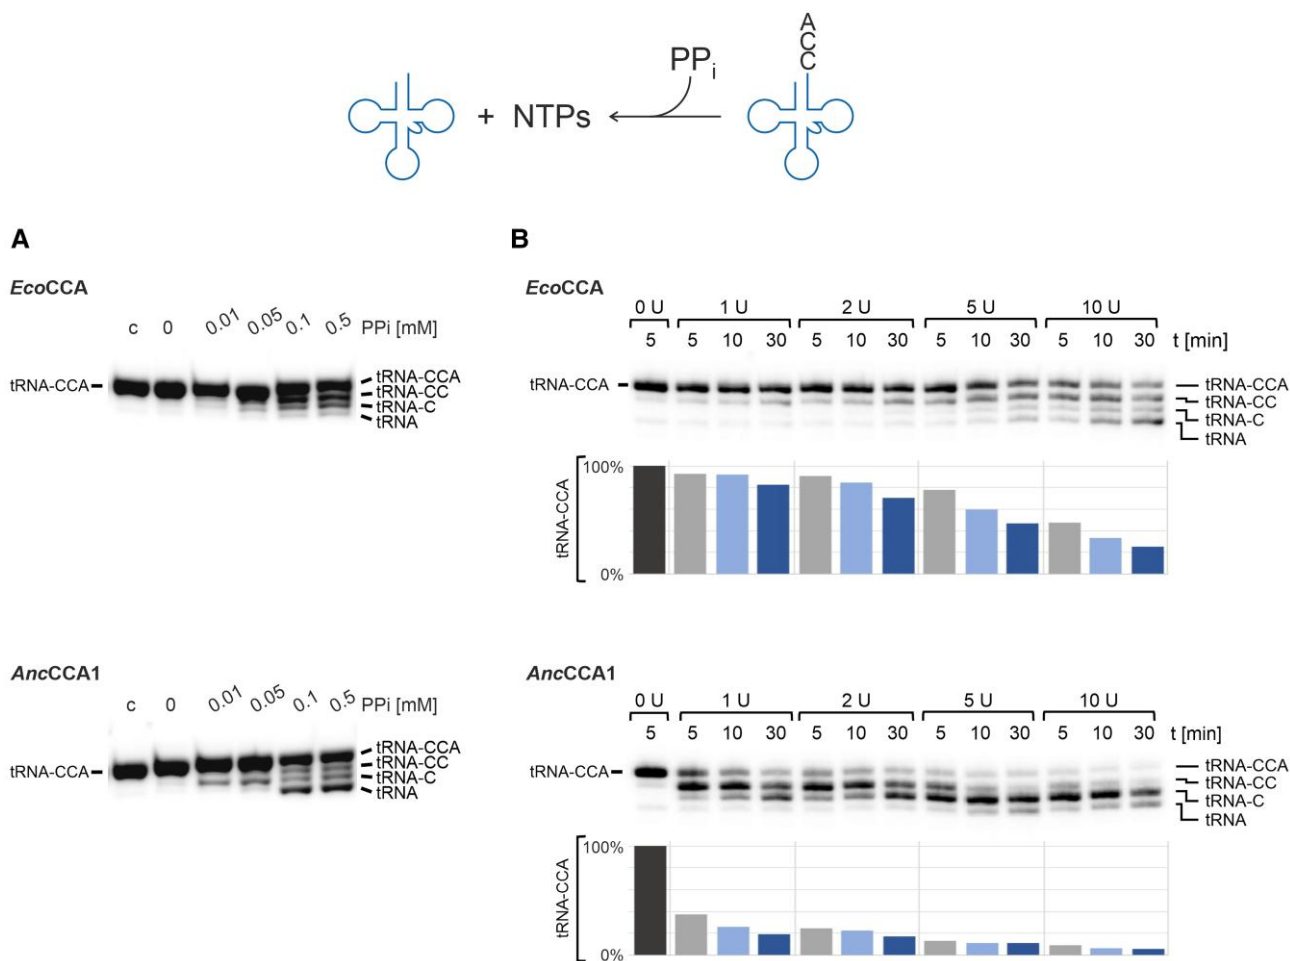 A
C
C
PPi
+ NTPs
A
B
EcoCCA
c 0 0.01 0.05 0.1 0.5 PPi [mM]
tRNA-CCA
tRNA-CCA
tRNA-CC
tRNA-C
tRNA
EcoCCA
0 U 1 U 2 U 5 U 10 U
5 5 10 30 5 10 30 5 10 30 5 10 30 t [min]
tRNA-CCA
tRNA-CCA
tRNA-CC
tRNA-C
tRNA
100%
tRNA-CCA
0%
AncCCA1
c 0 0.01 0.05 0.1 0.5 PPi [mM]
tRNA-CCA
tRNA-CCA
tRNA-CC
tRNA-C
tRNA
AncCCA1
0 U 1 U 2 U 5 U 10 U
5 5 10 30 5 10 30 5 10 30 5 10 30 t [min]
tRNA-CCA
tRNA-CCA
tRNA-CC
tRNA-C
tRNA
100%
tRNA-CCA
0%